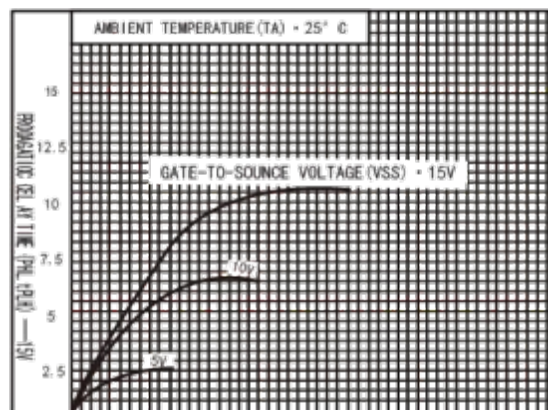 AMBIENT TEMPERATURE(TA)·25° C
15
12.5
GATE-TO-SOUNCE VOLTAGE(VSS)·15V
10
7.5
10V
5
5V
2.5